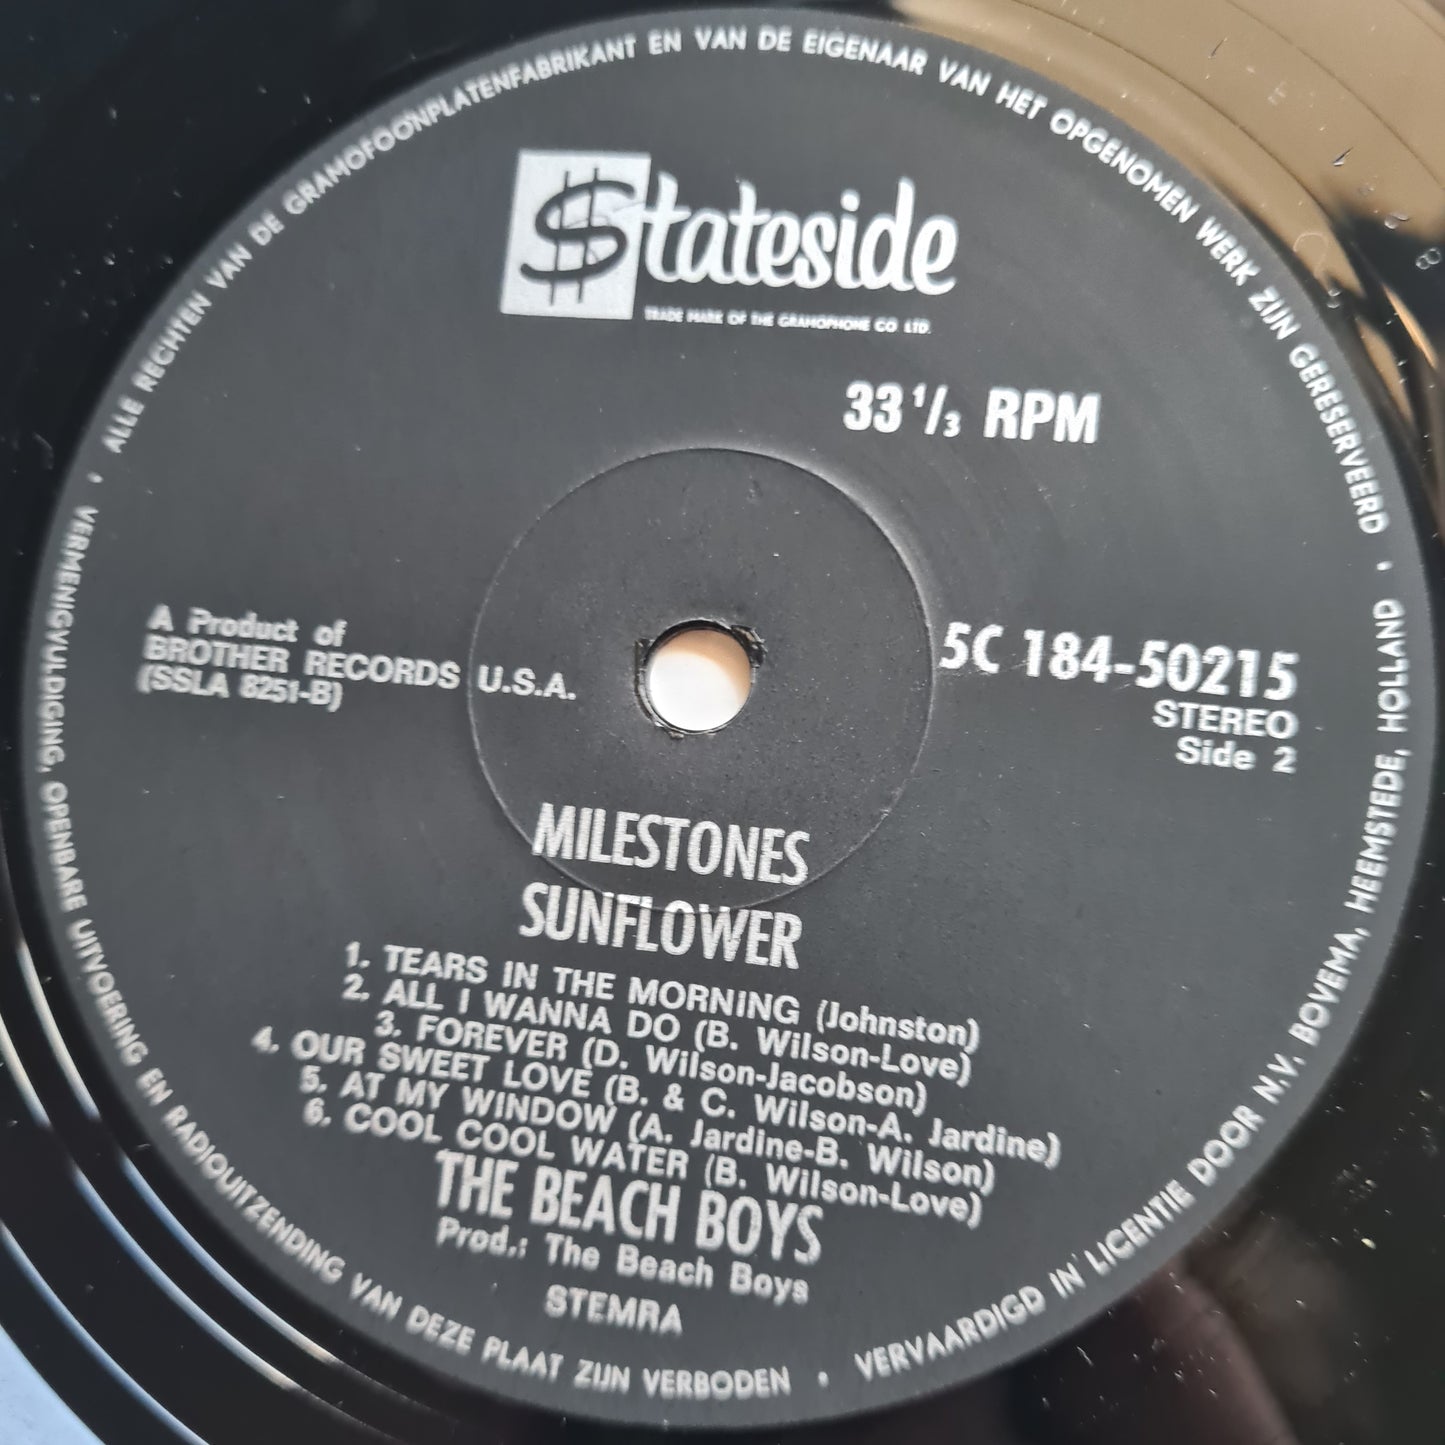 ALLE RECHTEN VAN DE GRAMOFOONPLATENFABRIKANT EN VAN DE EIGENAAR VAN HET OPGENOMEN WERK ZIJN GERESERVEERD •
$tateside
TRADE MARK OF THE GRAMOPHONE CO LTD.
33 1/3 RPM
A Product of
BROTHER RECORDS U.S.A.
(SSLA 8251-B)
5C 184-50215
STEREO
Side 2
MILESTONES
SUNFLOWER
1. TEARS IN THE MORNING (Johnston)
2. ALL I WANNA DO (B. Wilson-Love)
3. FOREVER (D. Wilson-Jacobson)
4. OUR SWEET LOVE (B. & C. Wilson-A. Jardine)
5. AT MY WINDOW (A. Jardine-B. Wilson)
6. COOL COOL WATER (B. Wilson-Love)
THE BEACH BOYS
Prod.: The Beach Boys
STEMRA
• VERMENIGVULDIGING, OPENBARE UITVOERING EN RADIOUITZENDING VAN DEZE PLAAT ZIJN VERBODEN •
VERVAARDIGD IN LICENTIE DOOR N.V. BOVEMA, HEEMSTEDE, HOLLAND